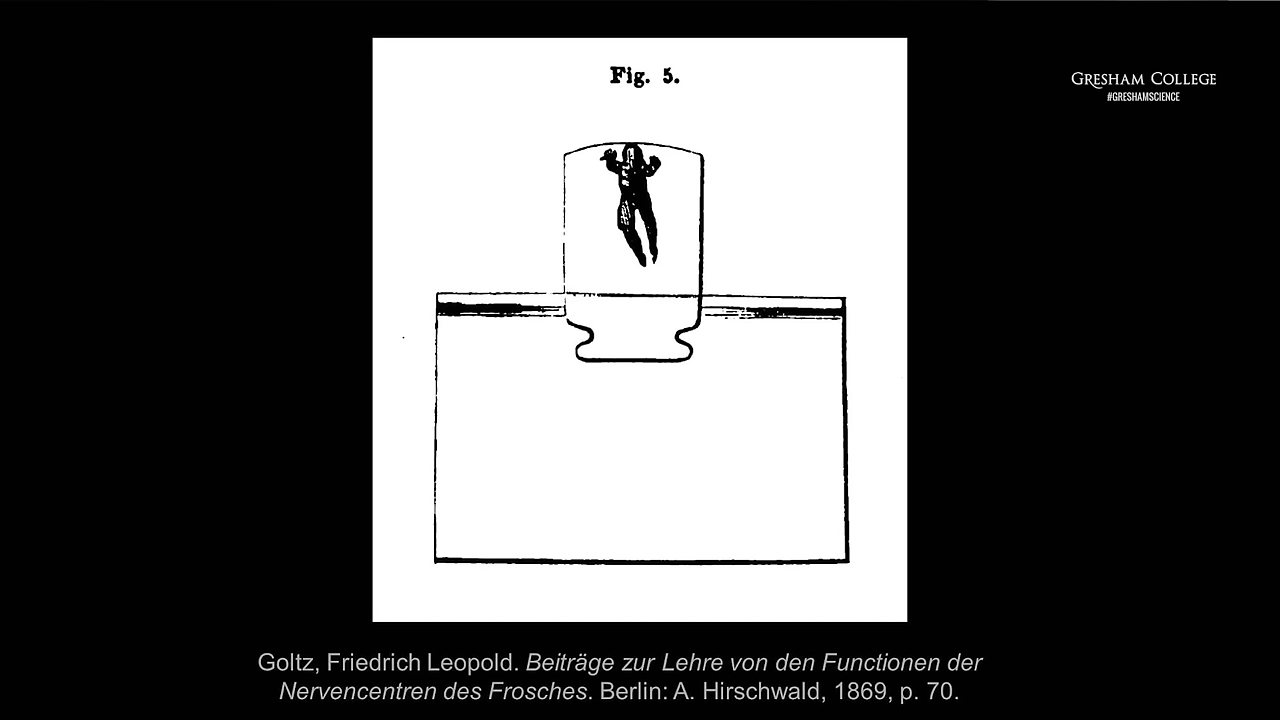 Fig. 5.
GRESHAM COLLEGE
#GRESHAMSCIENCE
Goltz, Friedrich Leopold. Beiträge zur Lehre von den Functionen der
Nervencentren des Frosches. Berlin: A. Hirschwald, 1869, p. 70.